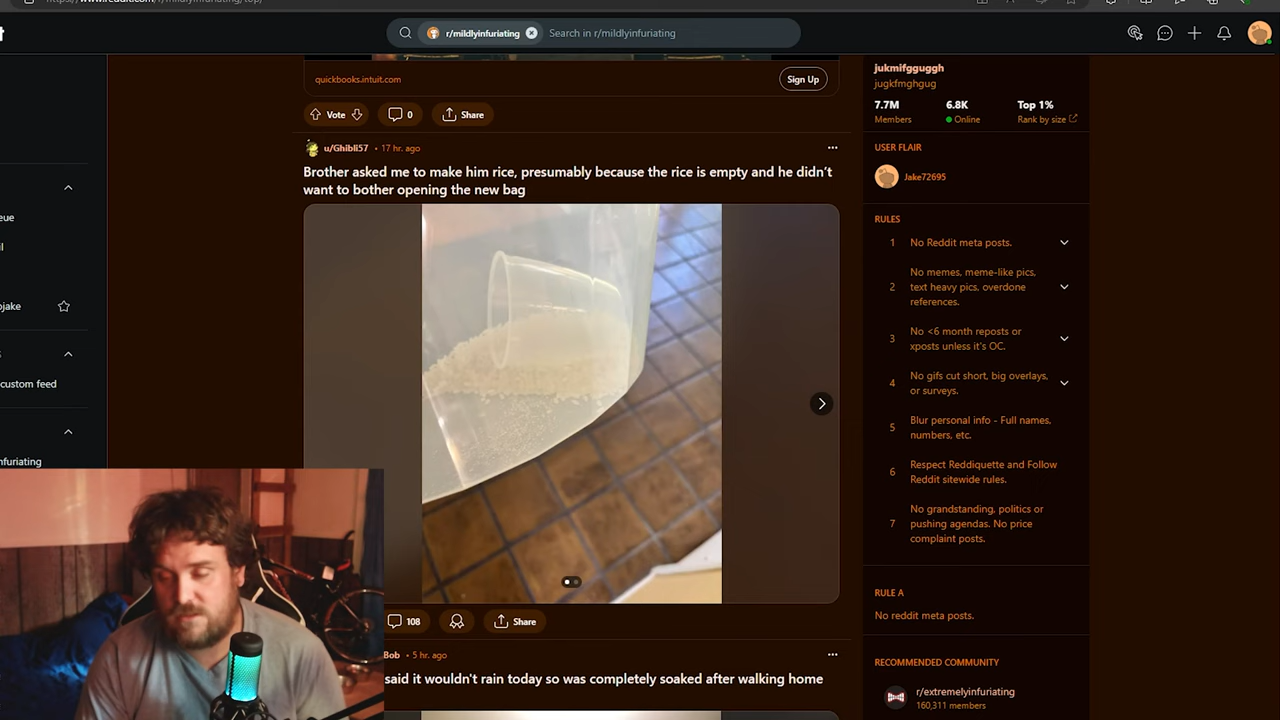 r/mildlyinfuriating
Search in r/mildlyinfuriating
quickbooks.intuit.com
Sign Up
Vote
0
Share
u/Ghibli57 • 17 hr. ago
Brother asked me to make him rice, presumably because the rice is empty and he didn't
want to bother opening the new bag
108
Share
Bob • 5 hr. ago
said it wouldn't rain today so was completely soaked after walking home
jukmifgguggh
jugkfmghgug
7.7M
6.8K
Top 1%
Members
Online
Rank by size
USER FLAIR
Jake72695
RULES
1
No Reddit meta posts.
2
No memes, meme-like pics,
text heavy pics, overdone
references.
3
No <6 month reposts or
xposts unless it's OC.
4
No gifs cut short, big overlays,
or surveys.
5
Blur personal info - Full names,
numbers, etc.
6
Respect Reddiquette and Follow
Reddit sitewide rules.
7
No grandstanding, politics or
pushing agendas. No price
complaint posts.
RULE A
No reddit meta posts.
RECOMMENDED COMMUNITY
r/extremelyinfuriating
160,311 members
custom feed